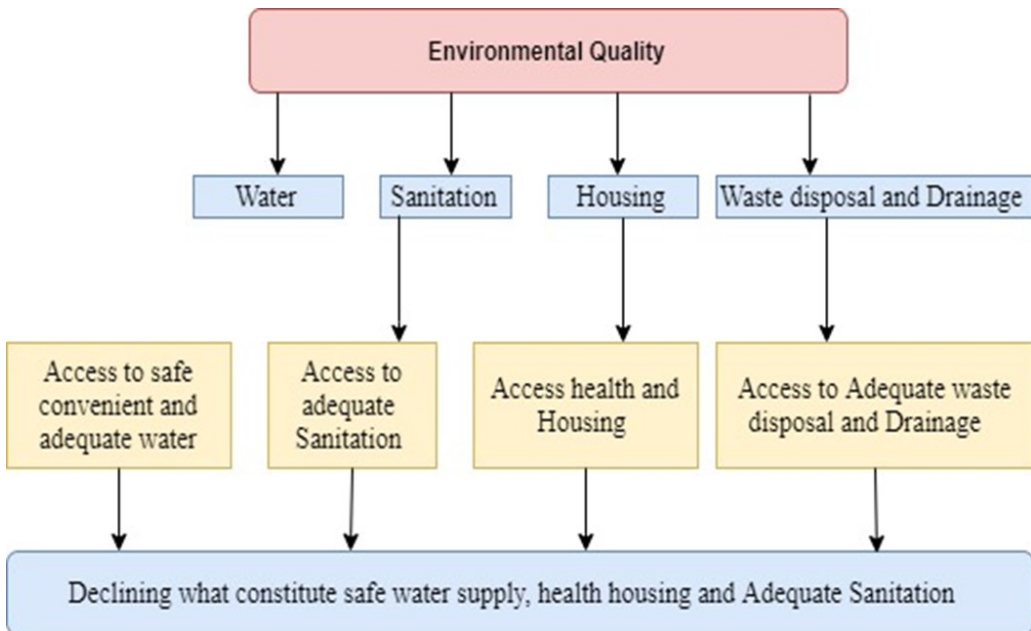 Environmental Quality
Water
Sanitation
Housing
Waste disposal and Drainage
Access to safe
convenient and
adequate water
Access to
adequate
Sanitation
Access health and
Housing
Access to Adequate waste
disposal and Drainage
Declining what constitute safe water supply, health housing and Adequate Sanitation